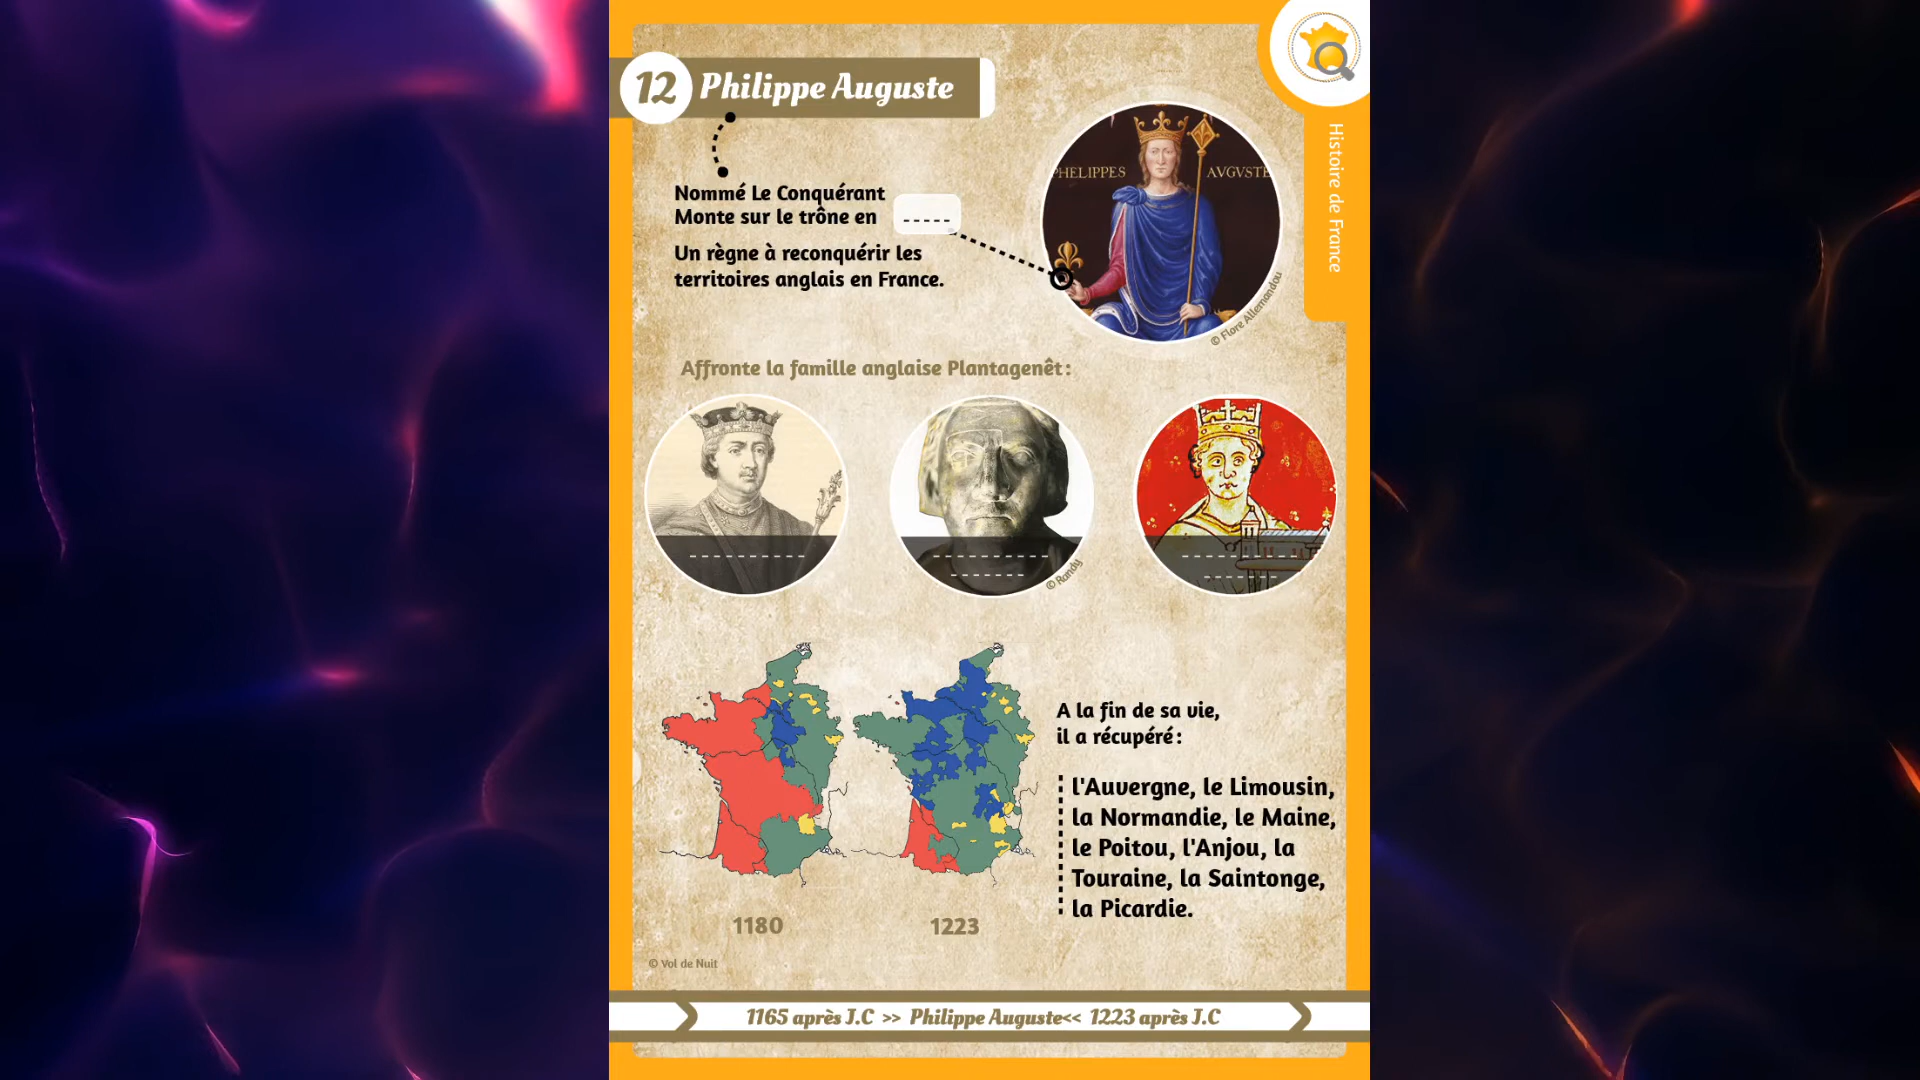 12 Philippe Auguste
Histoire de France
PHELIPPES AVGVSTE
Nommé Le Conquérant
Monte sur le trône en
Un règne à reconquérir les
territoires anglais en France.
© Flore Allemandou
Affronte la famille anglaise Plantagenêt :
© Randy
A la fin de sa vie,
il a récupéré :
l'Auvergne, le Limousin,
la Normandie, le Maine,
le Poitou, l'Anjou, la
Touraine, la Saintonge,
la Picardie.
1180
1223
© Vol de Nuit
1165 après J.C >> Philippe Auguste<< 1223 après J.C